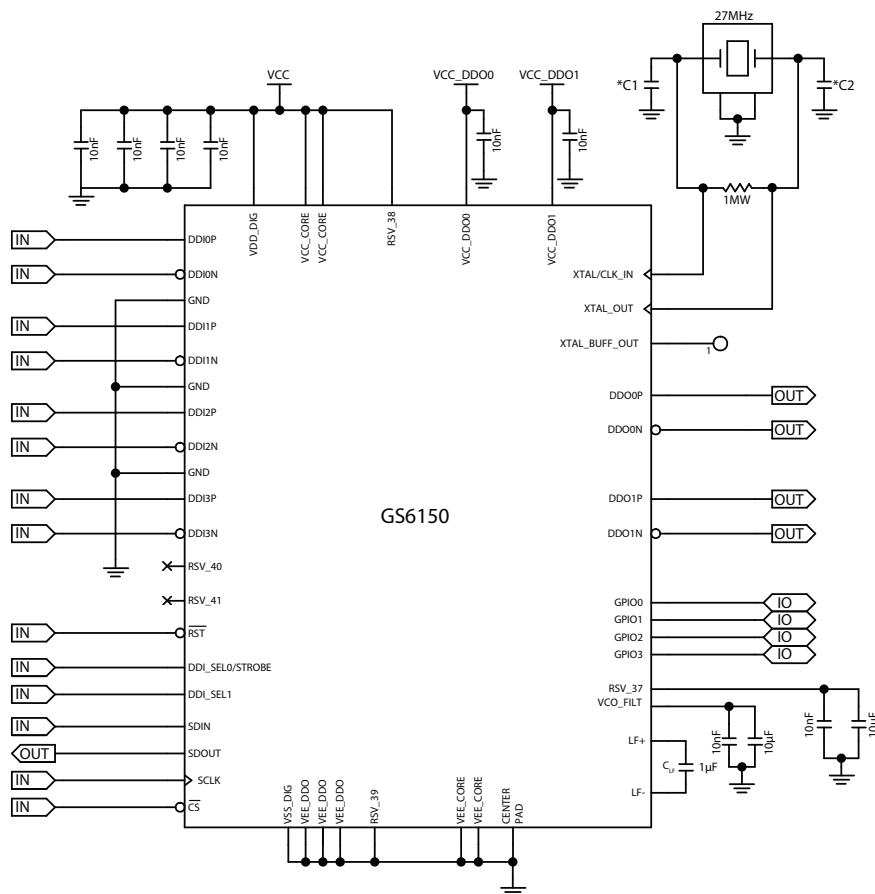 27MHz
*C1
*C2
VCC
VCC_DDO0
VCC_DDO1
10nF
10nF
10nF
10nF
10nF
10nF
1MW
VDD_DIG
VCC_CORE
VCC_CORE
RSV_38
VCC_DDO0
VCC_DDO1
IN
DDI0P
IN
DDI0N
GND
IN
DDI1P
IN
DDI1N
GND
IN
DDI2P
IN
DDI2N
GND
IN
DDI3P
IN
DDI3N
RSV_40
RSV_41
IN
RST
IN
DDI_SEL0/STROBE
IN
DDI_SEL1
IN
SDIN
OUT
SDOUT
IN
SCLK
IN
CS
GS6150
XTAL/CLK_IN
XTAL_OUT
XTAL_BUFF_OUT
1
DDO0P
OUT
DDO0N
OUT
DDO1P
OUT
DDO1N
OUT
GPIO0
IO
GPIO1
IO
GPIO2
IO
GPIO3
IO
RSV_37
VCO_FILT
10nF
10µF
10nF
10µF
LF+
CLF
1µF
LF-
VSS_DIG
VEE_DDO
VEE_DDO
VEE_DDO
RSV_39
VEE_CORE
VEE_CORE
CENTER
PAD